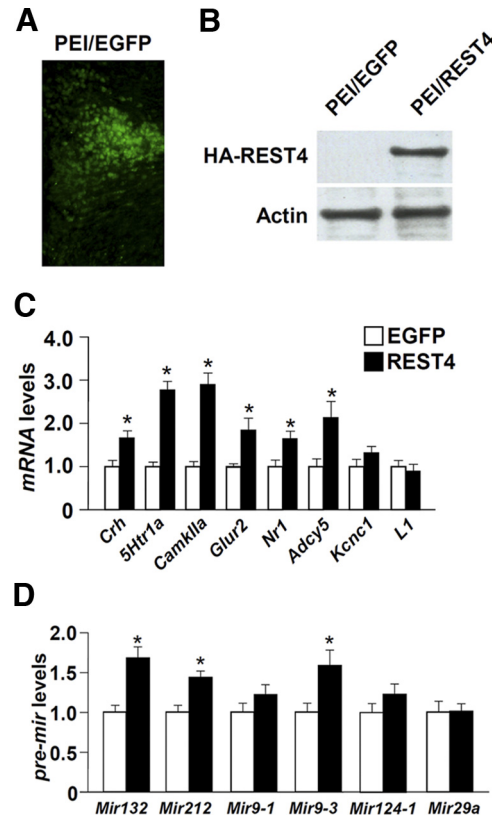 A
PEI/EGFP
B
PEI/EGFP
PEI/REST4
HA-REST4
Actin
C
mRNA levels
4.0
3.0
2.0
1.0
0
EGFP
REST4
* * * * * *
Crh 5Htr1a CamkIIa Glur2 Nr1 Adcy5 Kcnc1 L1
D
pre-mir levels
2.0
1.5
1.0
0.5
0
* * *
Mir132 Mir212 Mir9-1 Mir9-3 Mir124-1 Mir29a